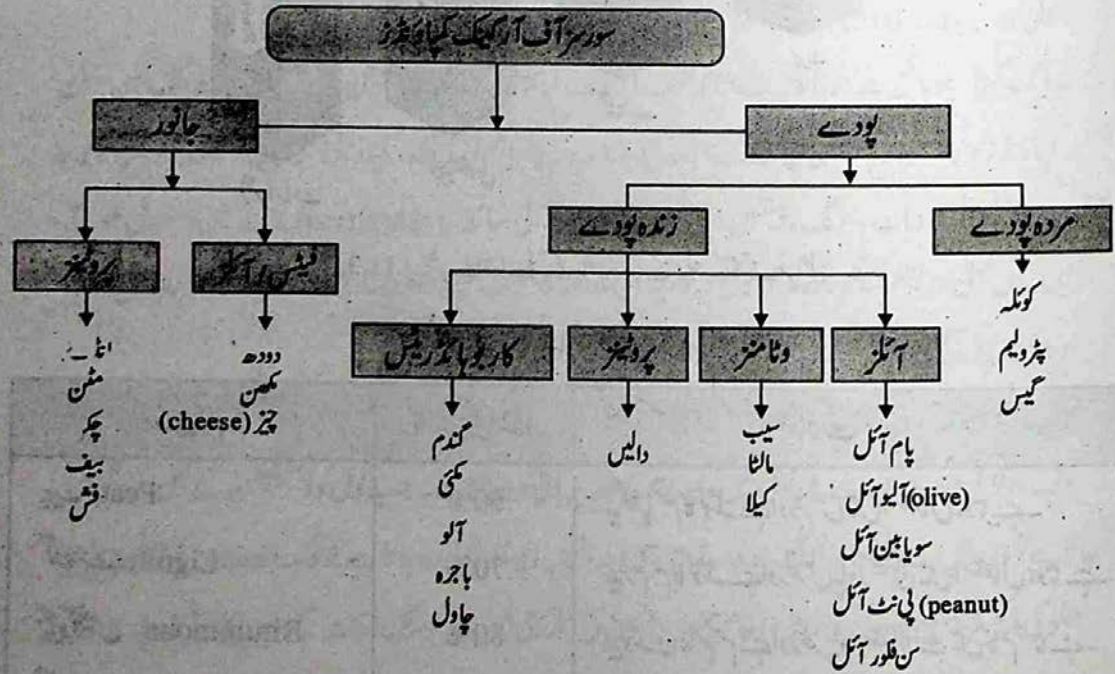 سورسز آف آرگینک کمپاؤنڈز
پودے
جانور
مردہ پودے
زندہ پودے
فیٹس / آئلز
پروٹینز
کوئلہ
پٹرولیم
گیس
آئلز
وٹامنز
پروٹینز
کاربوہائڈریٹس
پام آئل
آلیو آئل (olive)
سویابین آئل
پی نٹ آئل (peanut)
سن فلور آئل
سیب
مالٹا
کیلا
دالیں
گندم
مکئی
آلو
باجرہ
چاول
دودھ
مکھن
چیز (cheese)
انڈے
مٹن
چکن
بیف
فش